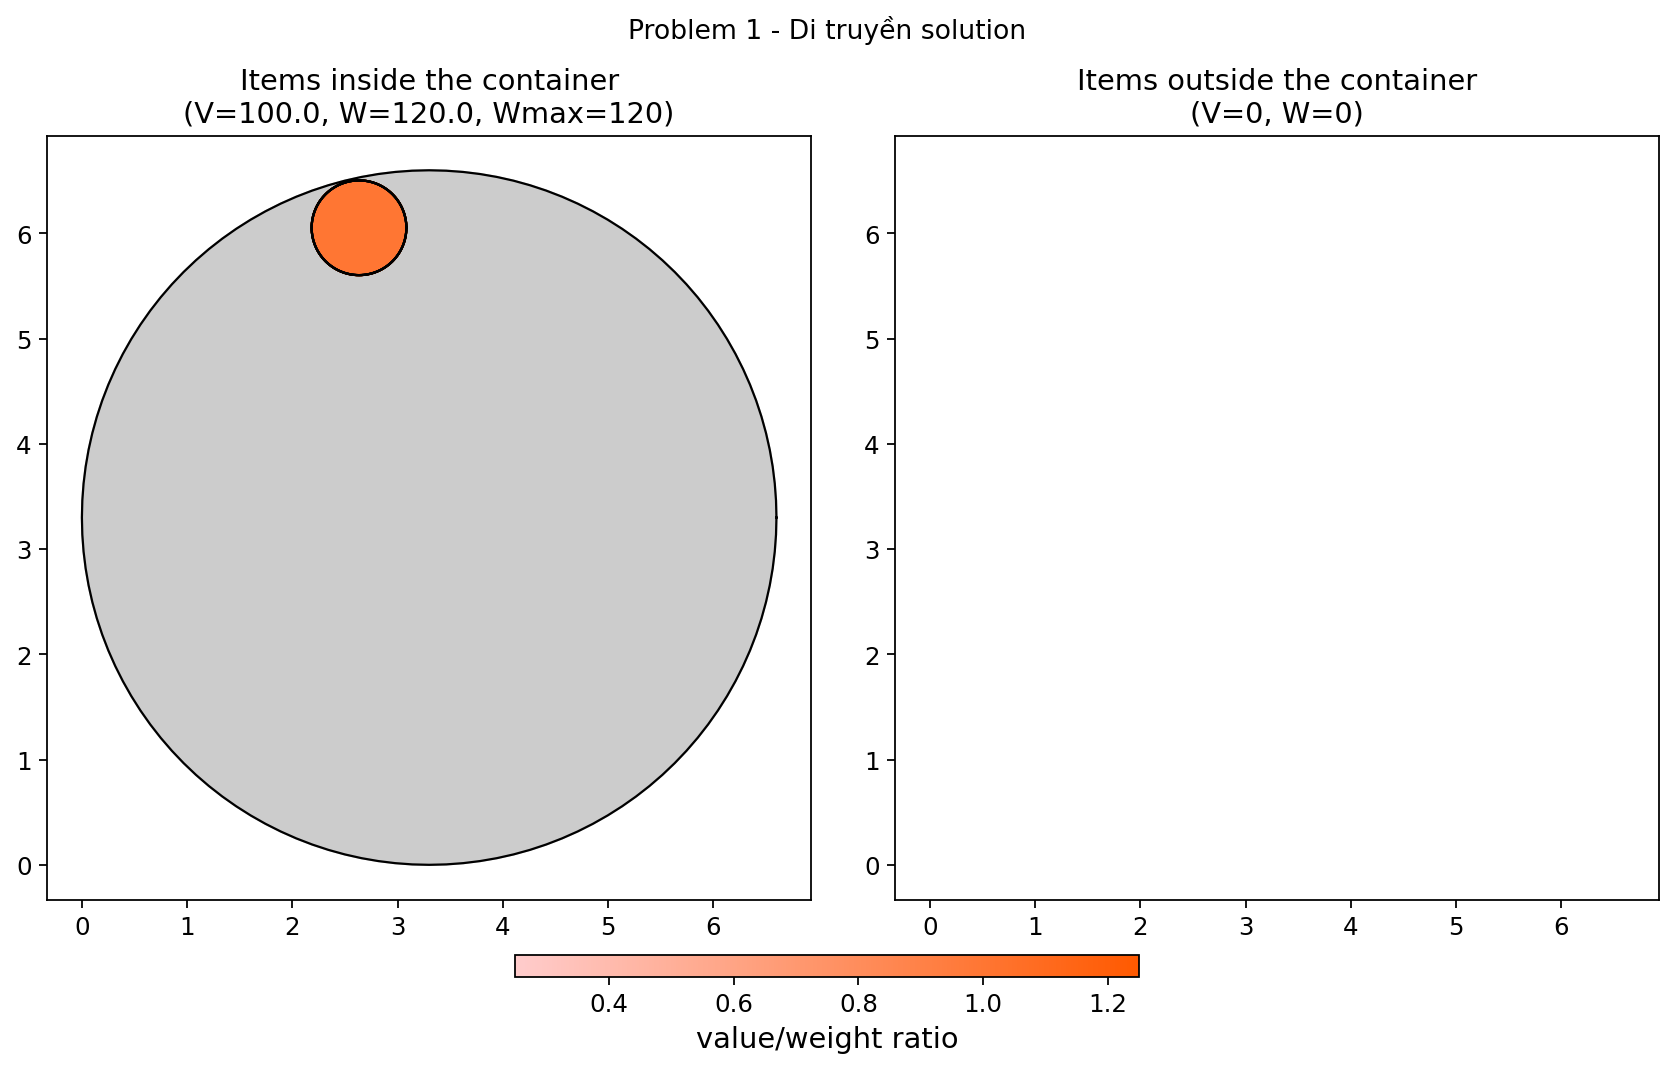 Problem 1 - Di truyền solution
Items inside the container
(V=100.0, W=120.0, Wmax=120)
6
5
4
3
2
1
0
0 1 2 3 4 5 6
Items outside the container
(V=0, W=0)
6
5
4
3
2
1
0
0 1 2 3 4 5 6
0.4 0.6 0.8 1.0 1.2
value/weight ratio